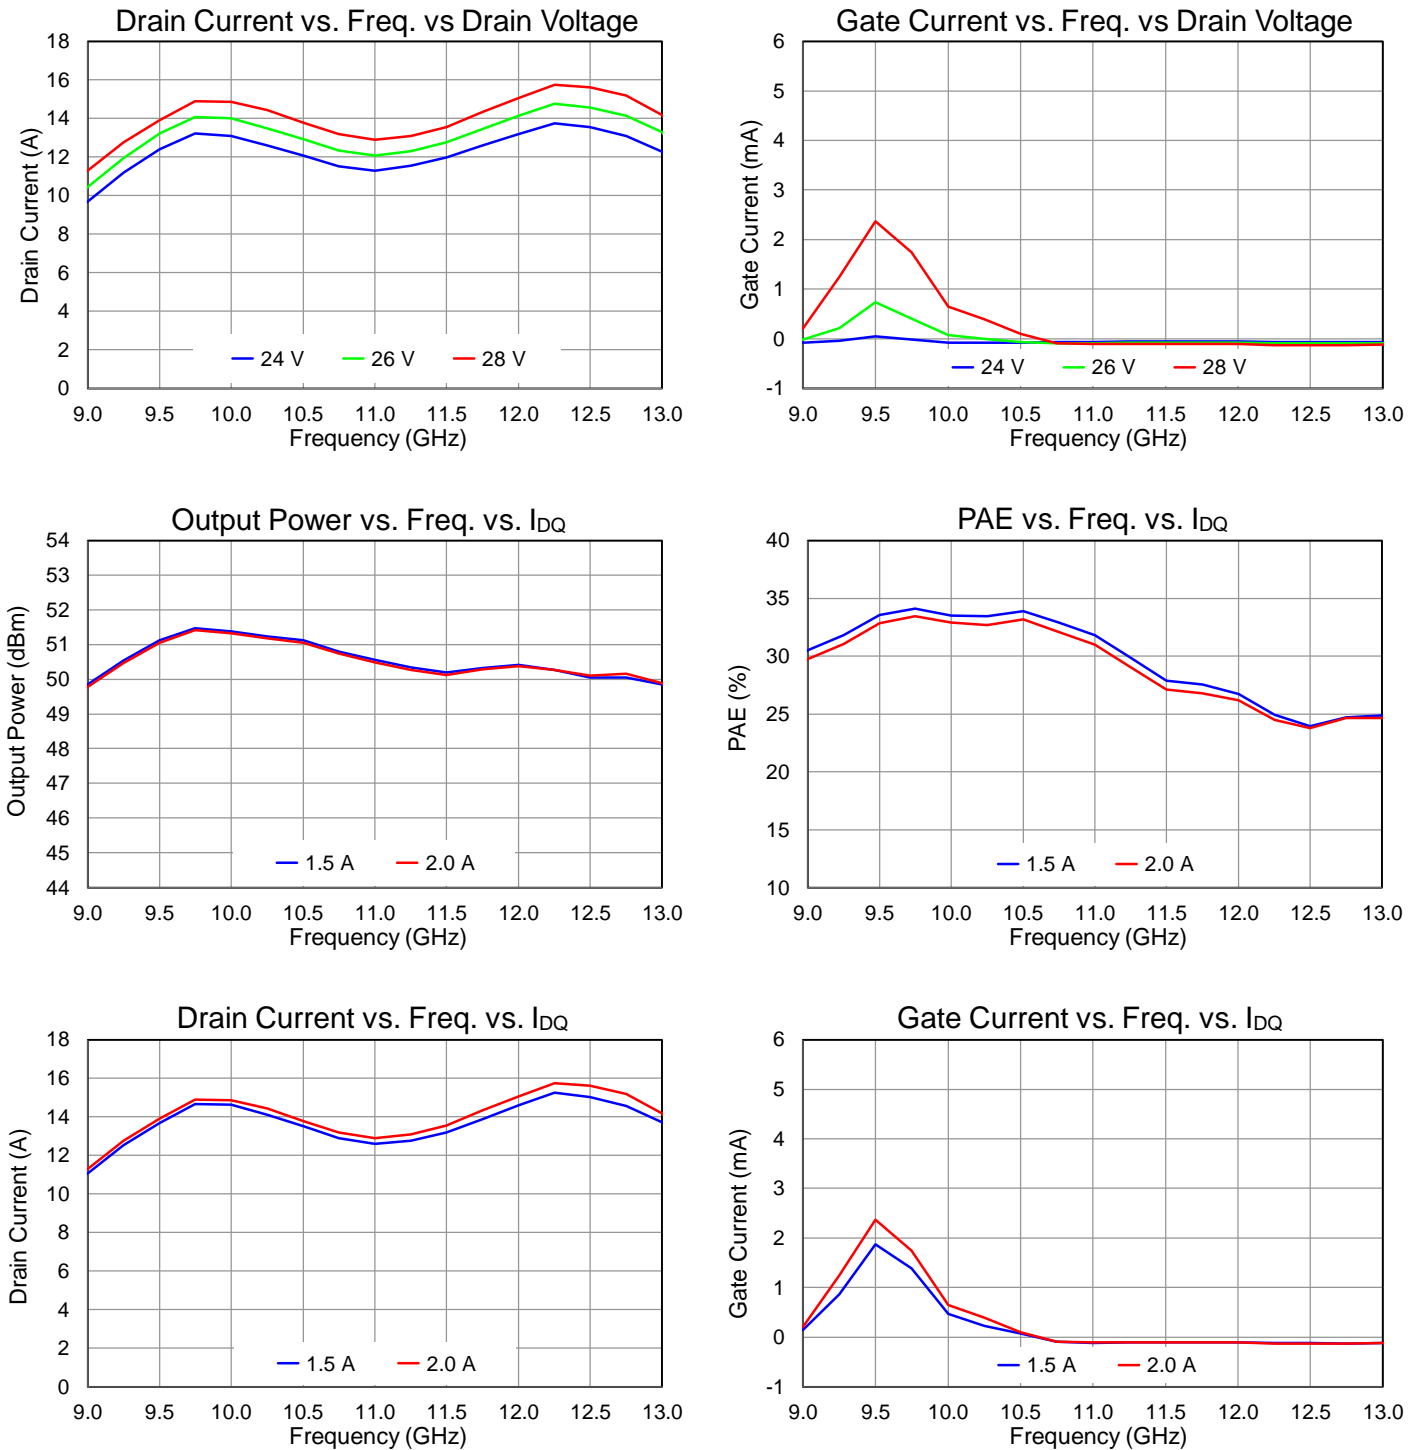 Drain Current vs. Freq. vs Drain Voltage
18
16
14
12
10
8
6
4
2
0
Drain Current (A)
24 V 26 V 28 V
9.0 9.5 10.0 10.5 11.0 11.5 12.0 12.5 13.0
Frequency (GHz)
Gate Current vs. Freq. vs Drain Voltage
6
5
4
3
2
1
0
-1
Gate Current (mA)
24 V 26 V 28 V
9.0 9.5 10.0 10.5 11.0 11.5 12.0 12.5 13.0
Frequency (GHz)
Output Power vs. Freq. vs. IDQ
54
53
52
51
50
49
48
47
46
45
44
Output Power (dBm)
1.5 A 2.0 A
9.0 9.5 10.0 10.5 11.0 11.5 12.0 12.5 13.0
Frequency (GHz)
PAE vs. Freq. vs. IDQ
40
35
30
25
20
15
10
PAE (%)
1.5 A 2.0 A
9.0 9.5 10.0 10.5 11.0 11.5 12.0 12.5 13.0
Frequency (GHz)
Drain Current vs. Freq. vs. IDQ
18
16
14
12
10
8
6
4
2
0
Drain Current (A)
1.5 A 2.0 A
9.0 9.5 10.0 10.5 11.0 11.5 12.0 12.5 13.0
Frequency (GHz)
Gate Current vs. Freq. vs. IDQ
6
5
4
3
2
1
0
-1
Gate Current (mA)
1.5 A 2.0 A
9.0 9.5 10.0 10.5 11.0 11.5 12.0 12.5 13.0
Frequency (GHz)